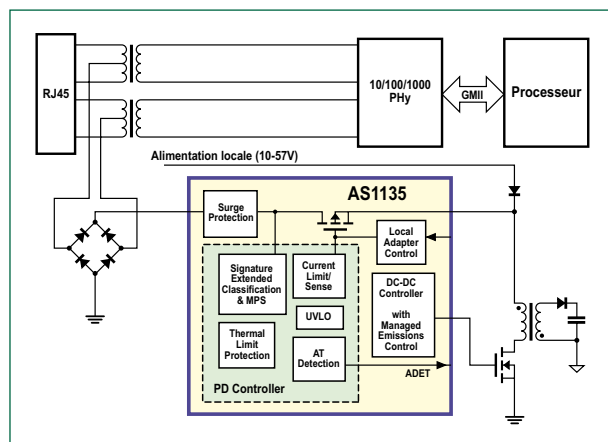 RJ45
10/100/1000
PHy
GMII
Processeur
Alimentation locale (10-57V)
AS1135
Surge
Protection
Local
Adapter
Control
Signature
Extended
Classification
& MPS
Current
Limit/
Sense
DC-DC
Controller
with
Managed
Emissions
Control
UVLO
Thermal
Limit
Protection
AT
Detection
ADET
PD Controller